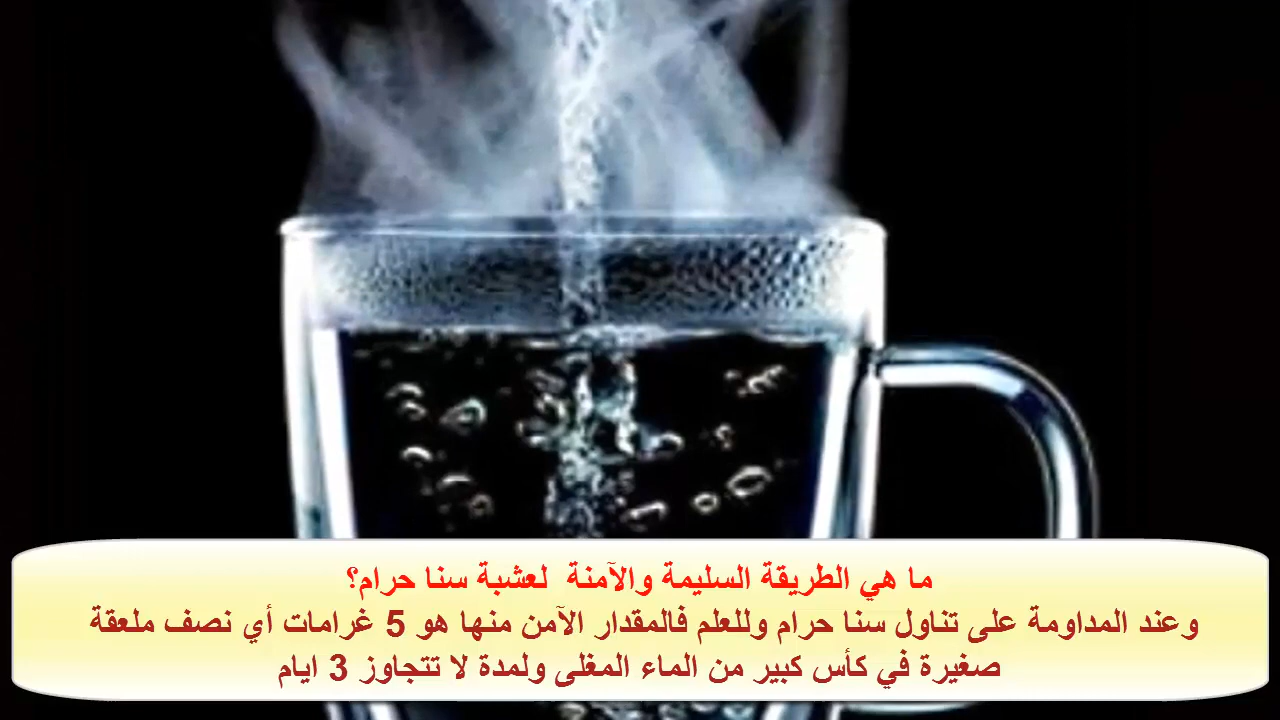 ما هي الطريقة السليمة والآمنة لعشبة سنا حرام؟
وعند المداومة على تناول سنا حرام وللعلم فالمقدار الآمن منها هو 5 غرامات أي نصف ملعقة
صغيرة في كأس كبير من الماء المغلى ولمدة لا تتجاوز 3 ايام